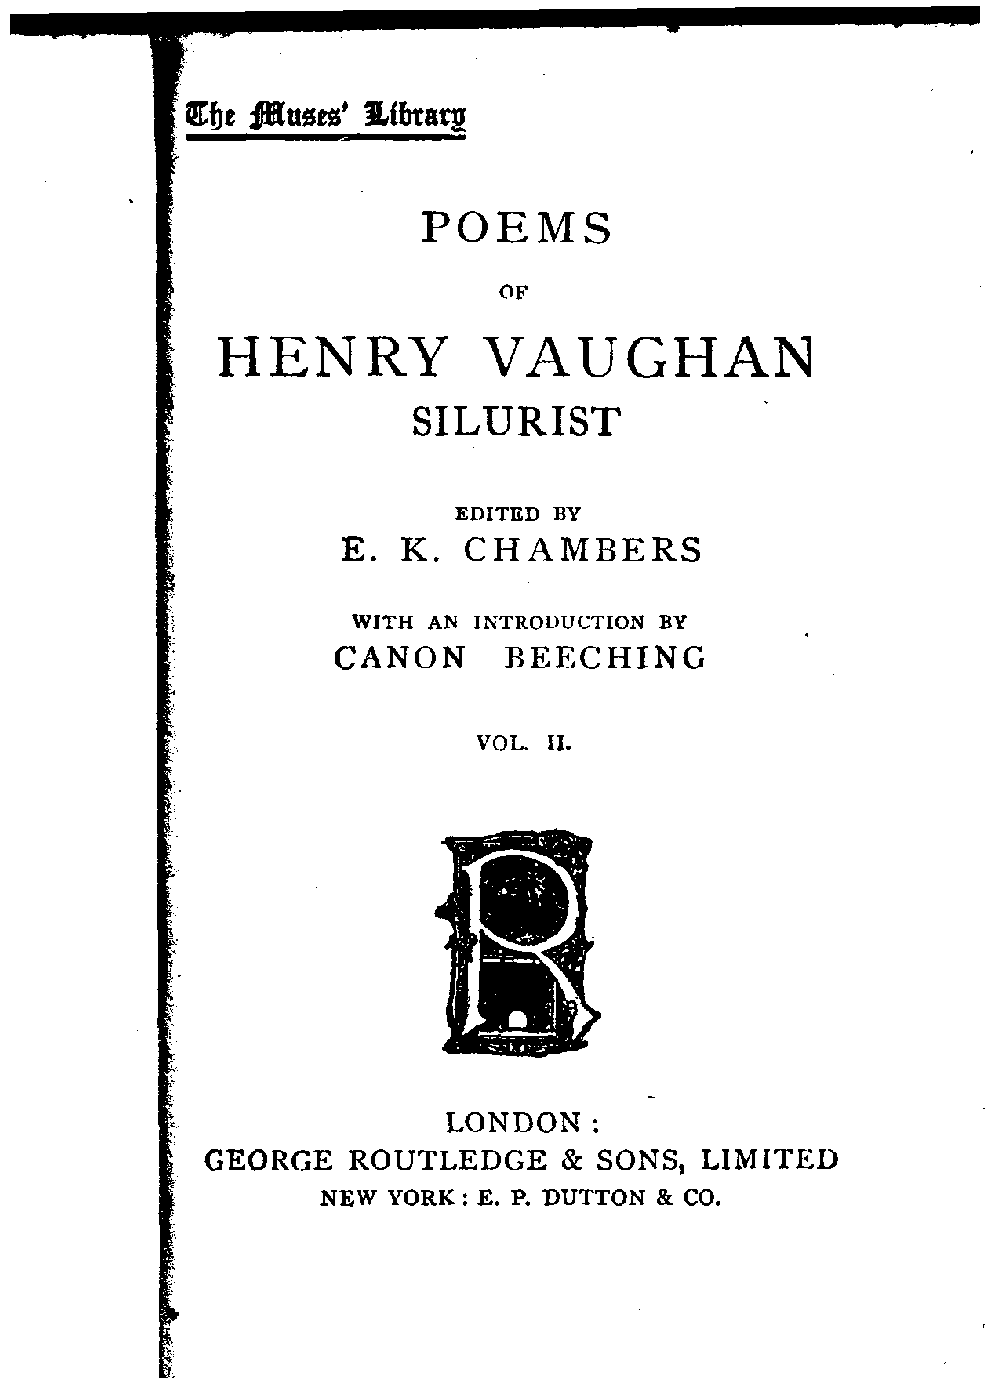 The Muses' Library
POEMS
OF
HENRY VAUGHAN
SILURIST
EDITED BY
E. K. CHAMBERS
WITH AN INTRODUCTION BY
CANON BEECHING
VOL. II.
R
LONDON :
GEORGE ROUTLEDGE & SONS, LIMITED
NEW YORK : E. P. DUTTON & CO.